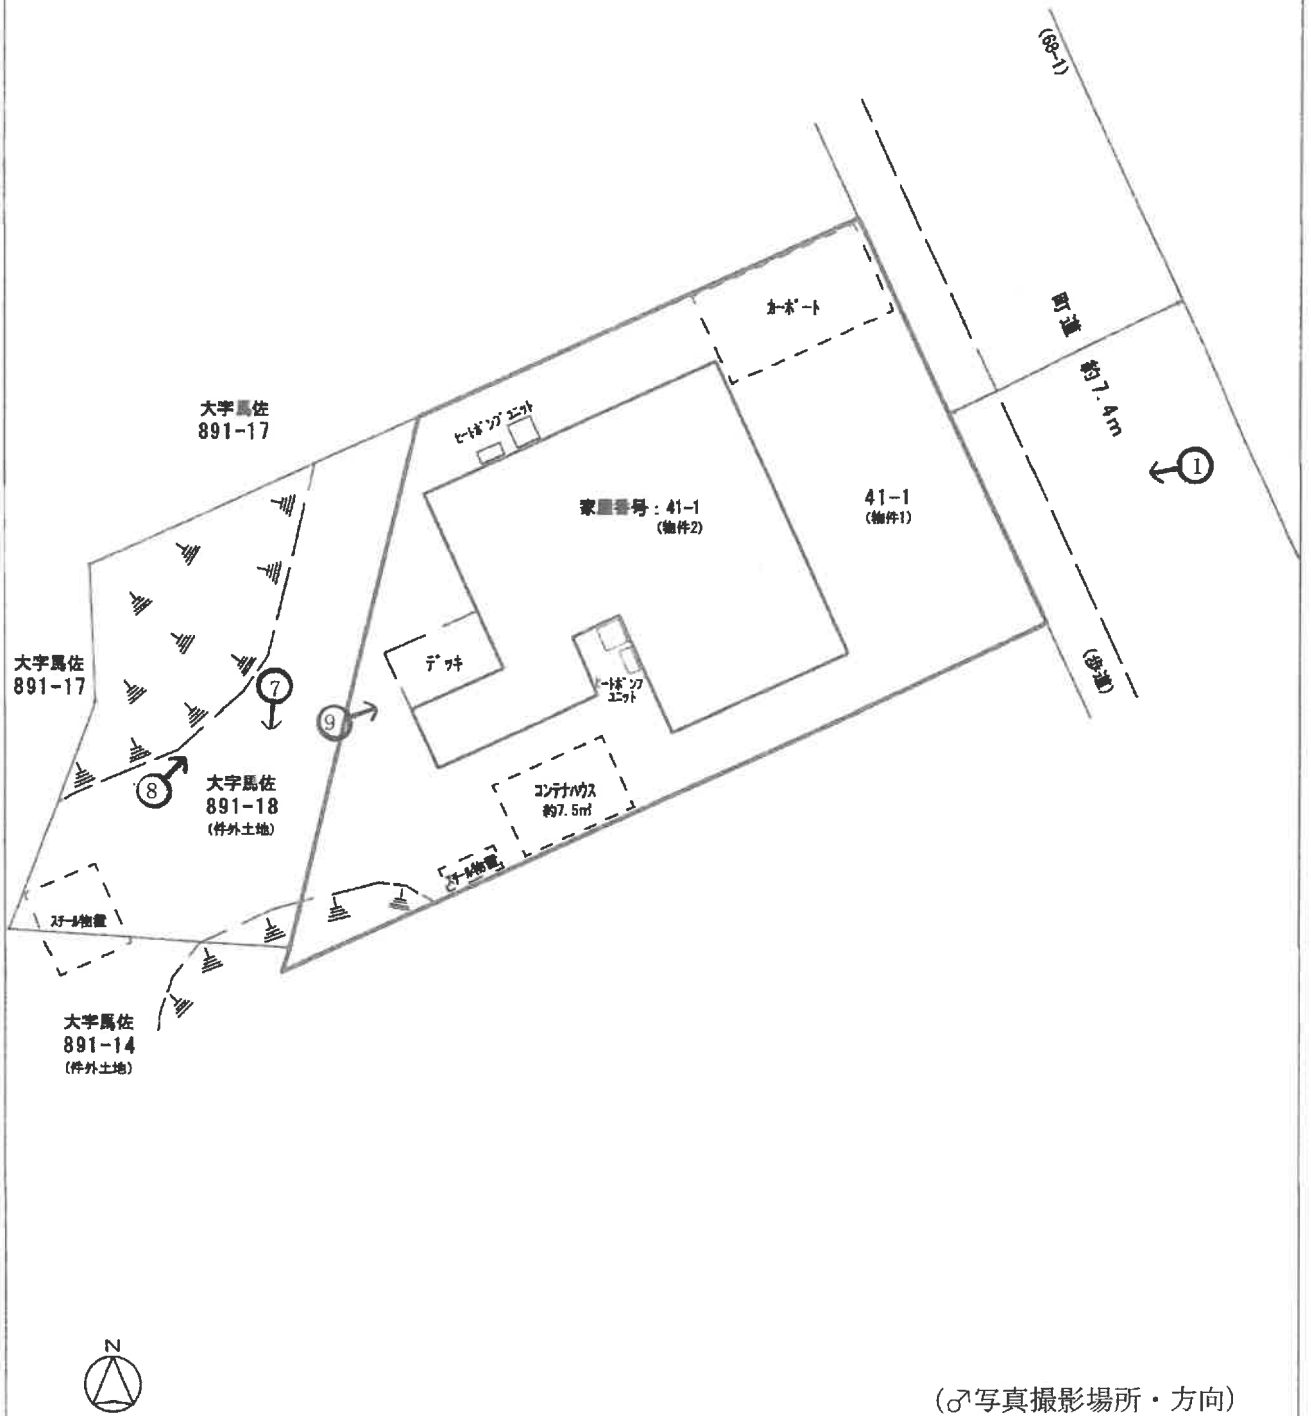 (68-1)
カーポート
町道 約7.4m
大字馬佐
891-17
ヒートポンプユニット
1
家屋番号：41-1
(物件2)
41-1
(物件1)
大字馬佐
891-17
デッキ
7
ヒートポンプ
ユニット
(歩道)
9
8
大字馬佐
891-18
(件外土地)
コンテナハウス
約7.5㎡
スチール物置
スチール物置
大字馬佐
891-14
(件外土地)
N
(♂写真撮影場所・方向)